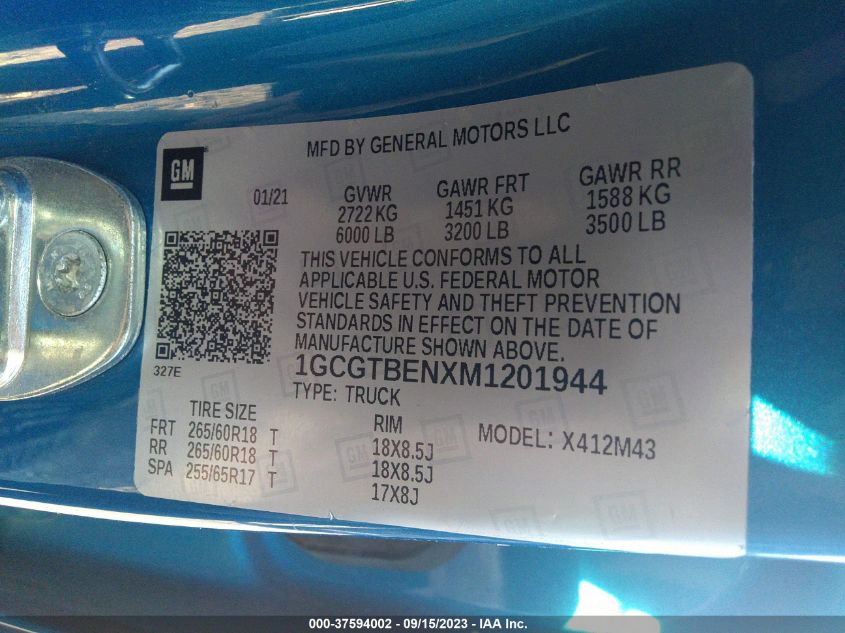 MFD BY GENERAL MOTORS LLC
GM
01/21
GVWR GAWR FRT GAWR RR
2722 KG 1451 KG 1588 KG
6000 LB 3200 LB 3500 LB
THIS VEHICLE CONFORMS TO ALL
APPLICABLE U.S. FEDERAL MOTOR
VEHICLE SAFETY AND THEFT PREVENTION
STANDARDS IN EFFECT ON THE DATE OF
MANUFACTURE SHOWN ABOVE.
327E
1GCGTBENXM1201944
TYPE: TRUCK
TIRE SIZE RIM MODEL: X412M43
FRT 265/60R18 T 18X8.5J
RR 265/60R18 T 18X8.5J
SPA 255/65R17 T 17X8J
000-37594002 - 09/15/2023 - IAA Inc.